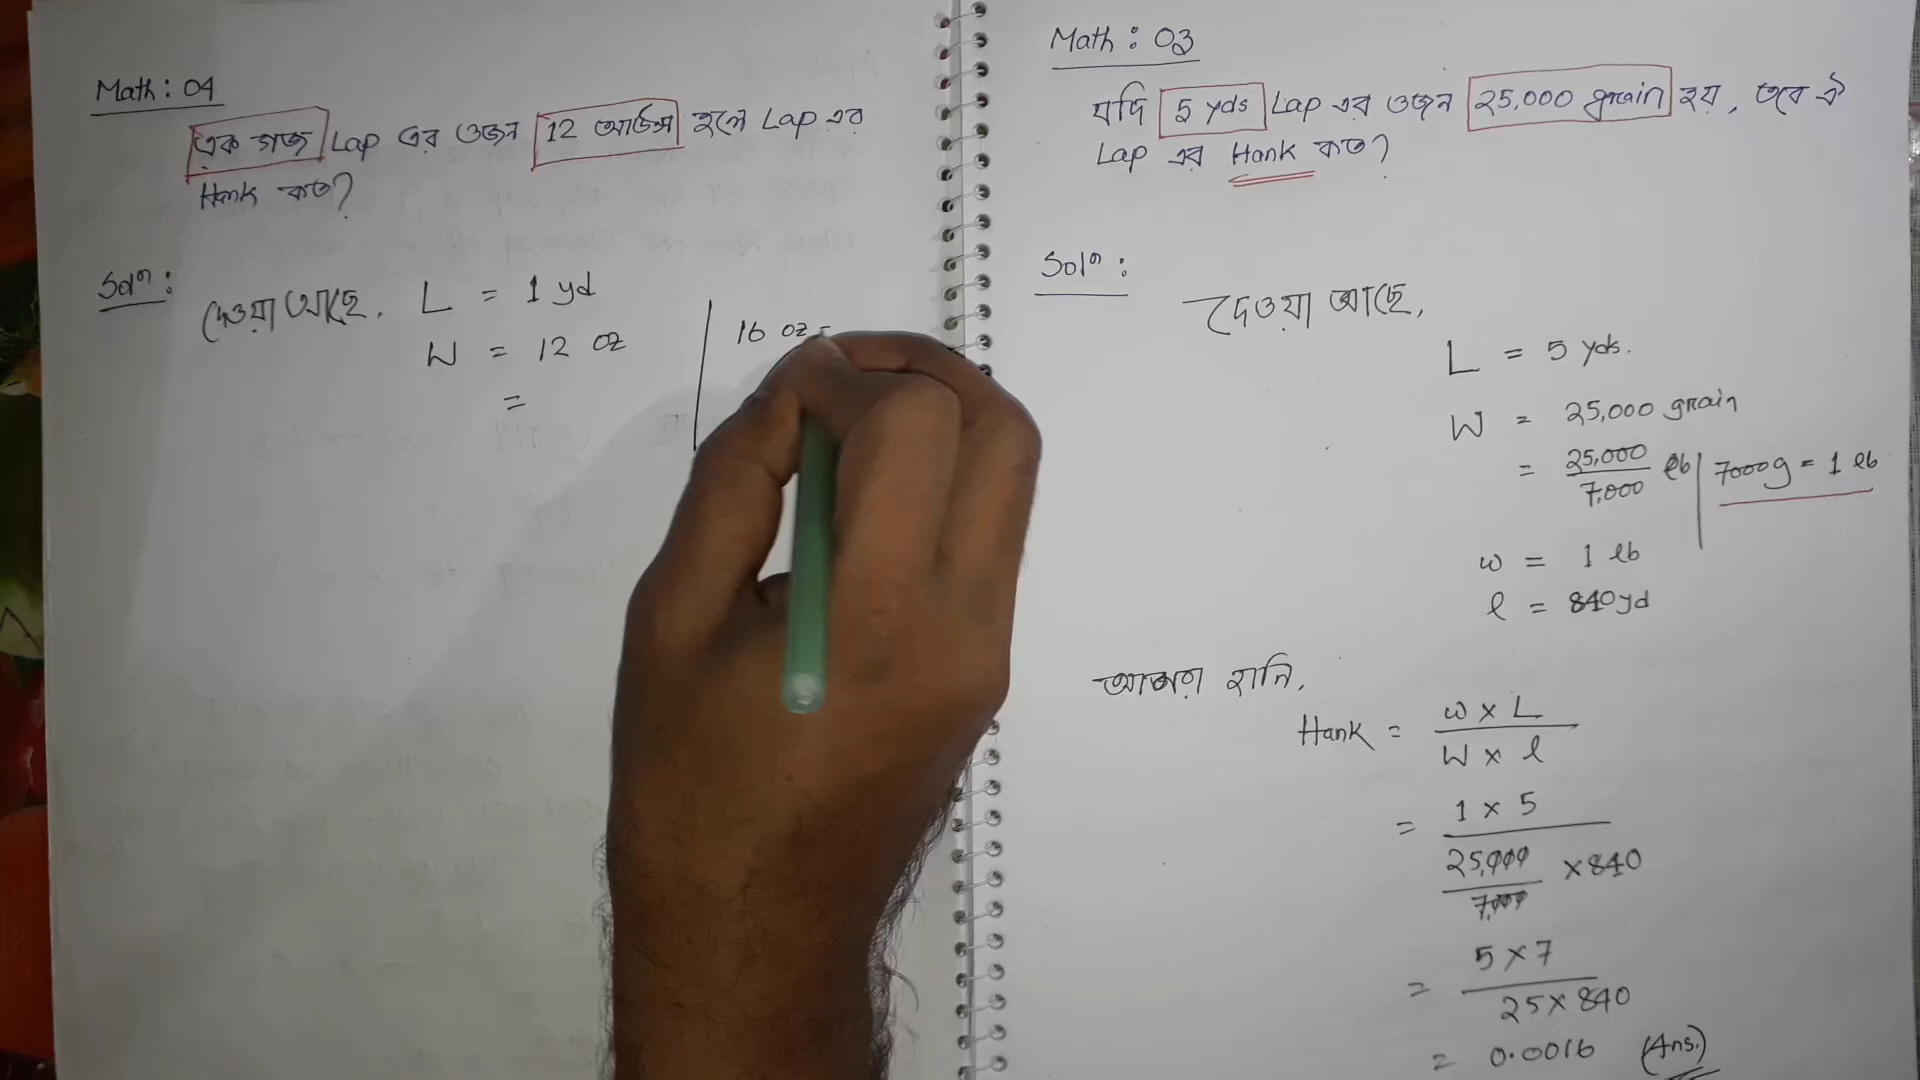 Math : 04
এক গজ Lap এর ওজন 12 আউন্স হলে Lap এর
Hank কত?
Solⁿ :
দেওয়া আছে, L = 1 yd
W = 12 oz
=
16 oz =
Math : 03
যদি 5 yds Lap এর ওজন 25,000 grain হয়, তবে ঐ
Lap এর Hank কত?
Solⁿ :
দেওয়া আছে,
L = 5 yds.
W = 25,000 grain
= 25,000 / 7,000 lb | 7000g = 1 lb
w = 1 lb
l = 840yd
আমরা জানি,
Hank = w × L / W × l
= 1 × 5 / 25,000 / 7,000 × 840
= 5 × 7 / 25 × 840
= 0.0016 (Ans.)